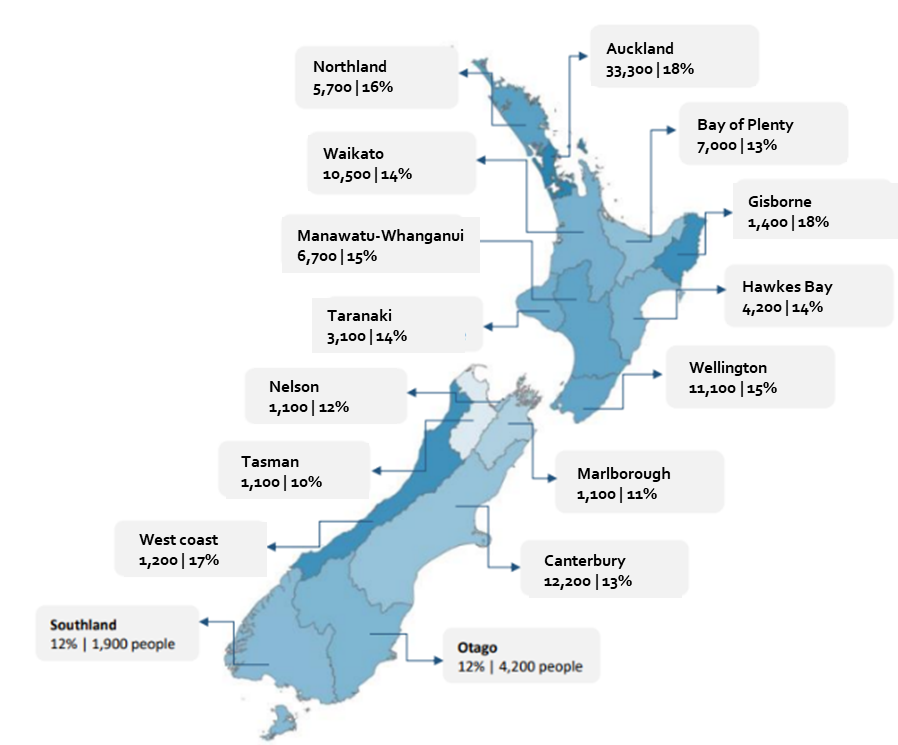 Auckland
33,300 | 18%
Northland
5,700 | 16%
Bay of Plenty
7,000 | 13%
Waikato
10,500 | 14%
Gisborne
1,400 | 18%
Manawatu-Whanganui
6,700 | 15%
Hawkes Bay
4,200 | 14%
Taranaki
3,100 | 14%
Wellington
11,100 | 15%
Nelson
1,100 | 12%
Tasman
1,100 | 10%
Marlborough
1,100 | 11%
West coast
1,200 | 17%
Canterbury
12,200 | 13%
Southland
12% | 1,900 people
Otago
12% | 4,200 people